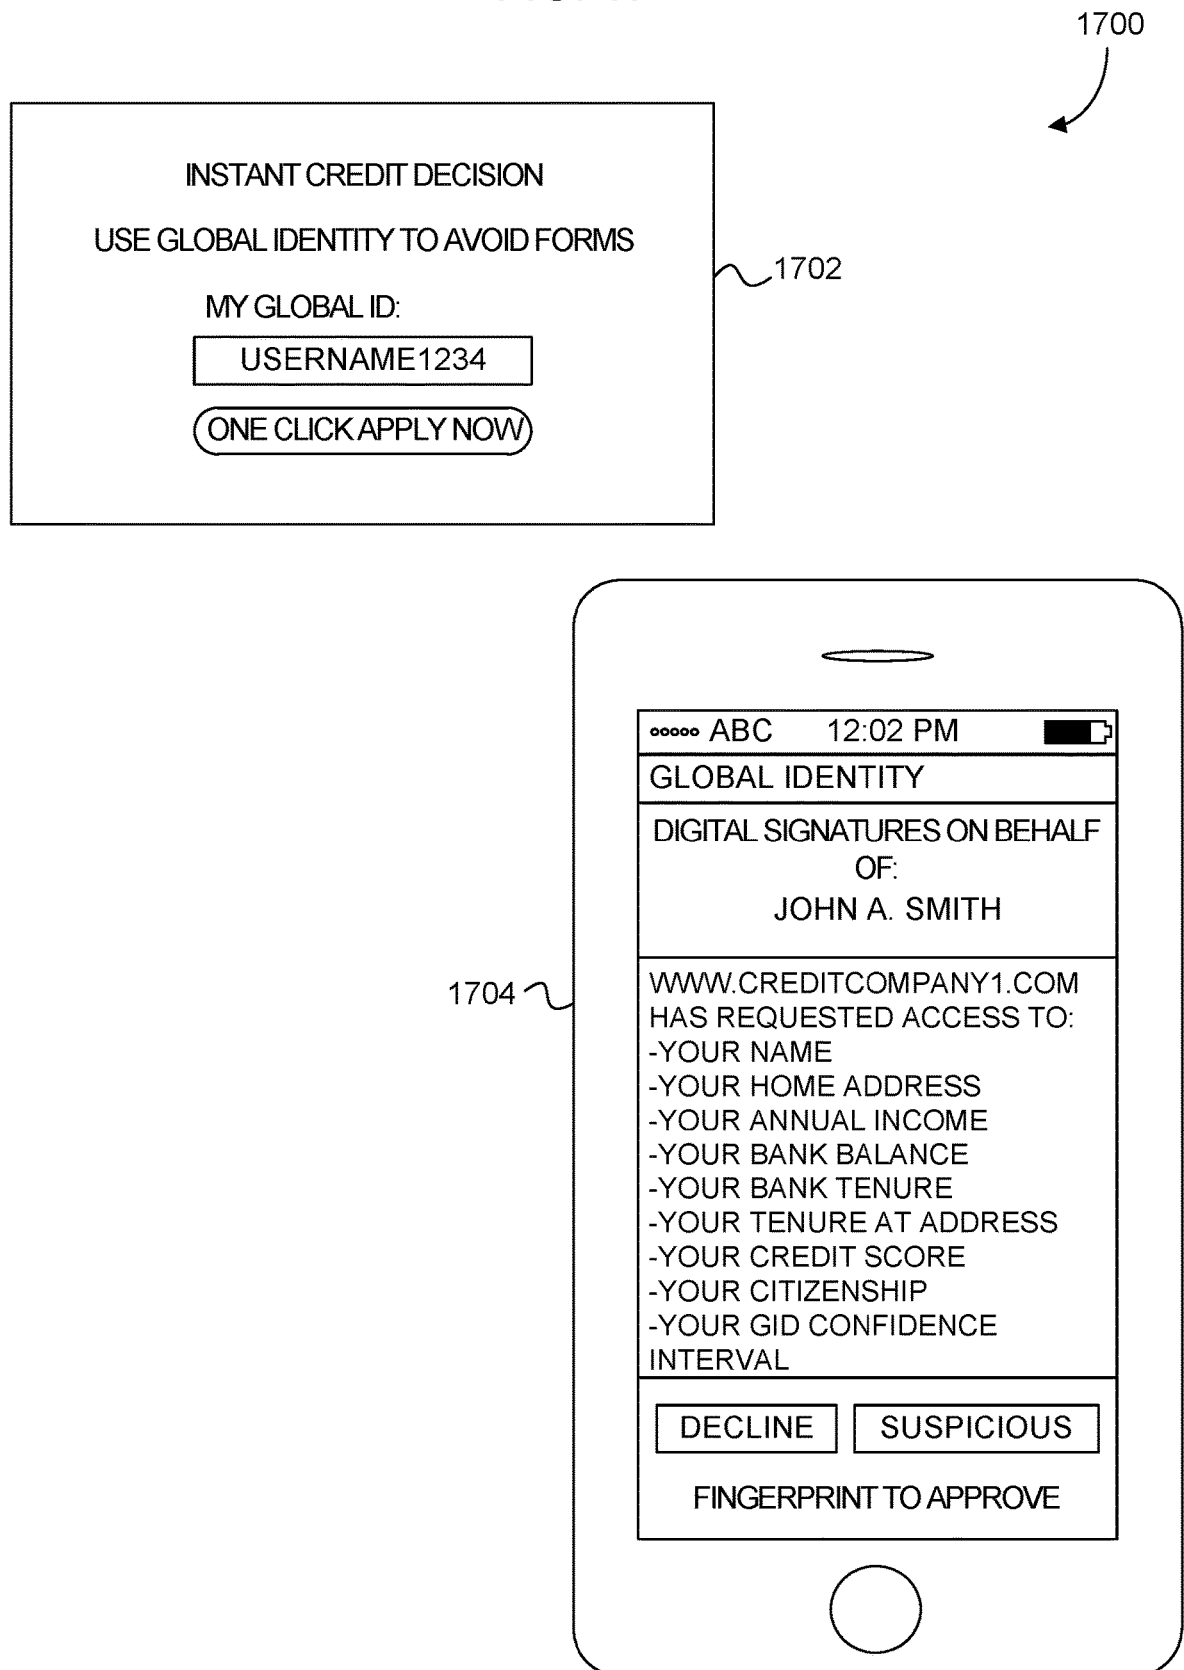 1700
INSTANT CREDIT DECISION
USE GLOBAL IDENTITY TO AVOID FORMS
1702
MY GLOBAL ID:
USERNAME1234
ONE CLICK APPLY NOW
ABC 12:02 PM
GLOBAL IDENTITY
DIGITAL SIGNATURES ON BEHALF
OF:
JOHN A. SMITH
1704
WWW.CREDITCOMPANY1.COM
HAS REQUESTED ACCESS TO:
-YOUR NAME
-YOUR HOME ADDRESS
-YOUR ANNUAL INCOME
-YOUR BANK BALANCE
-YOUR BANK TENURE
-YOUR TENURE AT ADDRESS
-YOUR CREDIT SCORE
-YOUR CITIZENSHIP
-YOUR GID CONFIDENCE
INTERVAL
DECLINE SUSPICIOUS
FINGERPRINT TO APPROVE